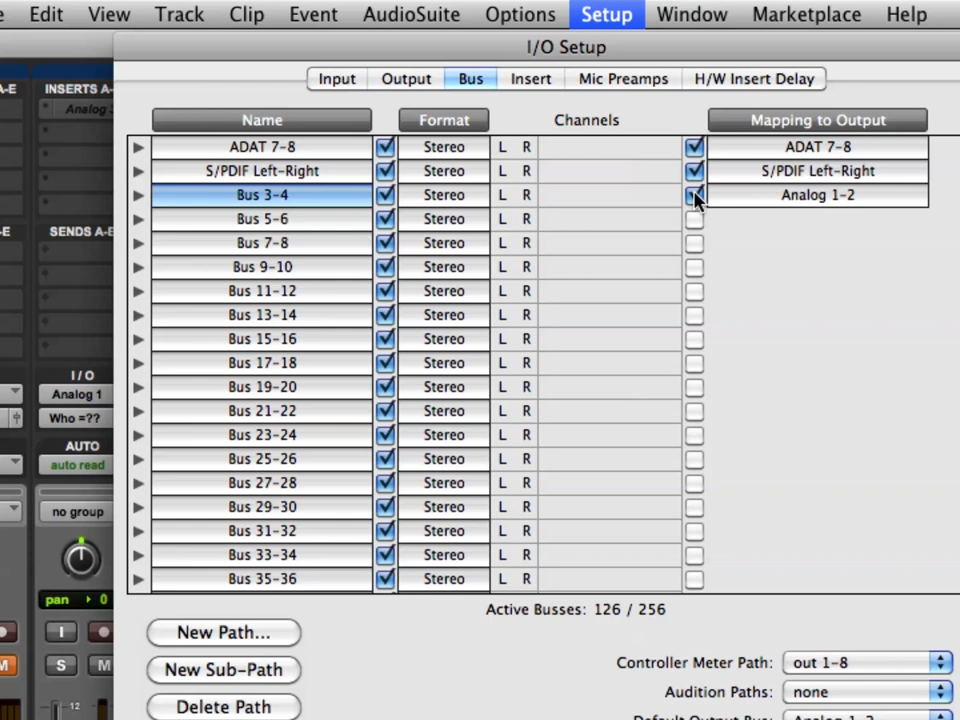 e Edit View Track Clip Event AudioSuite Options Setup Window Marketplace Help
I/O Setup
Input Output Bus Insert Mic Preamps H/W Insert Delay
A-E INSERTS A-E
Name Format Channels Mapping to Output
ADAT 7-8 Stereo L R ADAT 7-8
S/PDIF Left-Right Stereo L R S/PDIF Left-Right
Bus 3-4 Stereo L R Analog 1-2
Bus 5-6 Stereo L R
-E SENDS A-E
Bus 7-8 Stereo L R
Bus 9-10 Stereo L R
Bus 11-12 Stereo L R
Bus 13-14 Stereo L R
Bus 15-16 Stereo L R
Bus 17-18 Stereo L R
I/O
Bus 19-20 Stereo L R
Analog 1
Bus 21-22 Stereo L R
Who =??
Bus 23-24 Stereo L R
AUTO
Bus 25-26 Stereo L R
auto read
Bus 27-28 Stereo L R
Bus 29-30 Stereo L R
no group
Bus 31-32 Stereo L R
Bus 33-34 Stereo L R
Bus 35-36 Stereo L R
pan 0
Active Busses: 126 / 256
New Path...
I
New Sub-Path
Controller Meter Path: out 1-8
M S M
Audition Paths: none
Delete Path
12
Default Output Bus: Analog 1-2